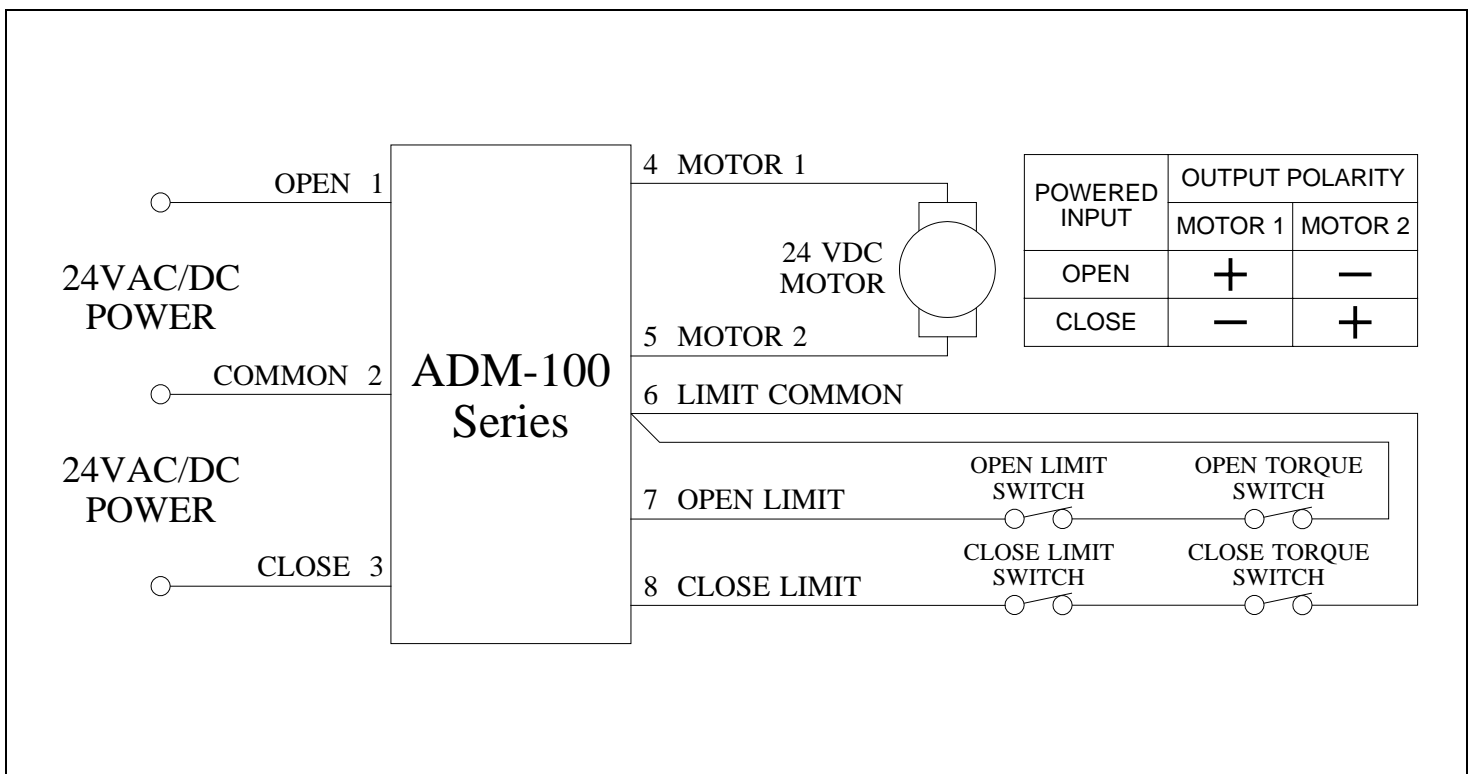 OPEN 1
24VAC/DC
POWER
COMMON 2
24VAC/DC
POWER
CLOSE 3
ADM-100
Series
4 MOTOR 1
24 VDC
MOTOR
5 MOTOR 2
6 LIMIT COMMON
7 OPEN LIMIT
OPEN LIMIT
SWITCH
OPEN TORQUE
SWITCH
8 CLOSE LIMIT
CLOSE LIMIT
SWITCH
CLOSE TORQUE
SWITCH
POWERED
INPUT
OUTPUT POLARITY
MOTOR 1 MOTOR 2
OPEN + −
CLOSE − +